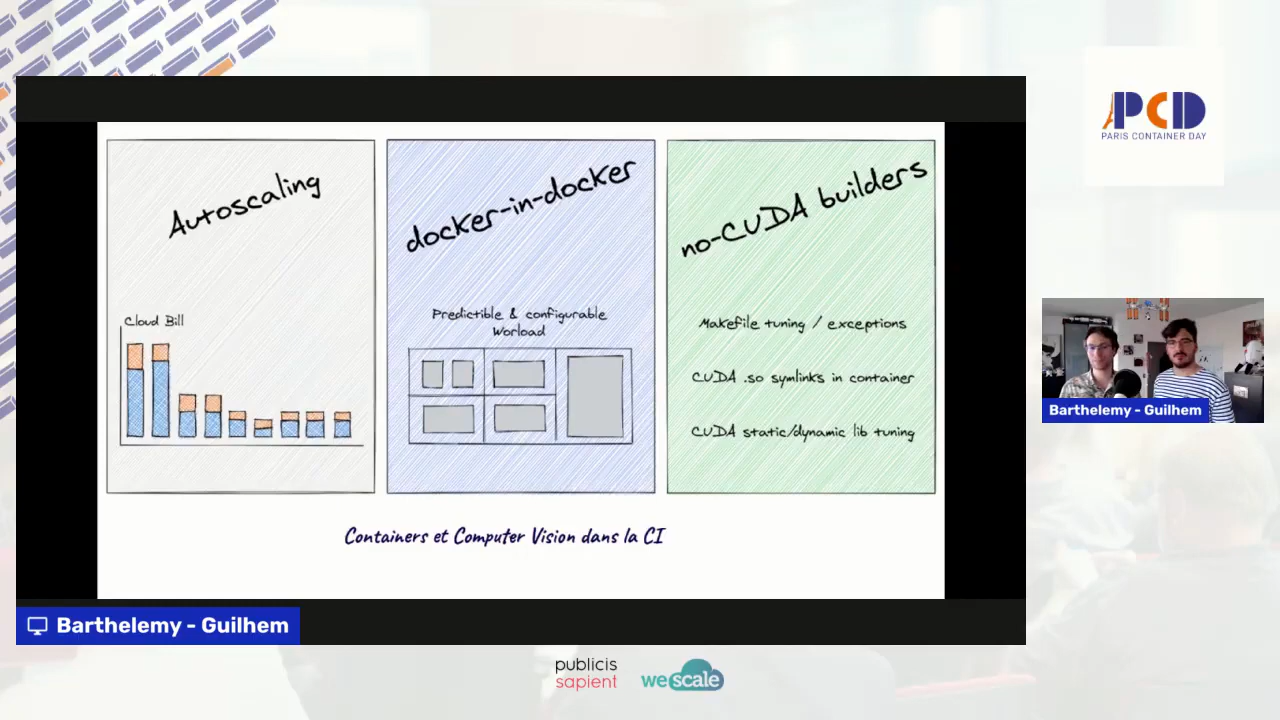 Autoscaling
Cloud Bill
docker-in-docker
Predictible & configurable
Worload
no-CUDA builders
Makefile tuning / exceptions
CUDA .so symlinks in container
CUDA static/dynamic lib tuning
Containers et Computer Vision dans la CI
Barthelemy - Guilhem
PCD
PARIS CONTAINER DAY
Barthelemy - Guilhem
publicis
sapient
wescale